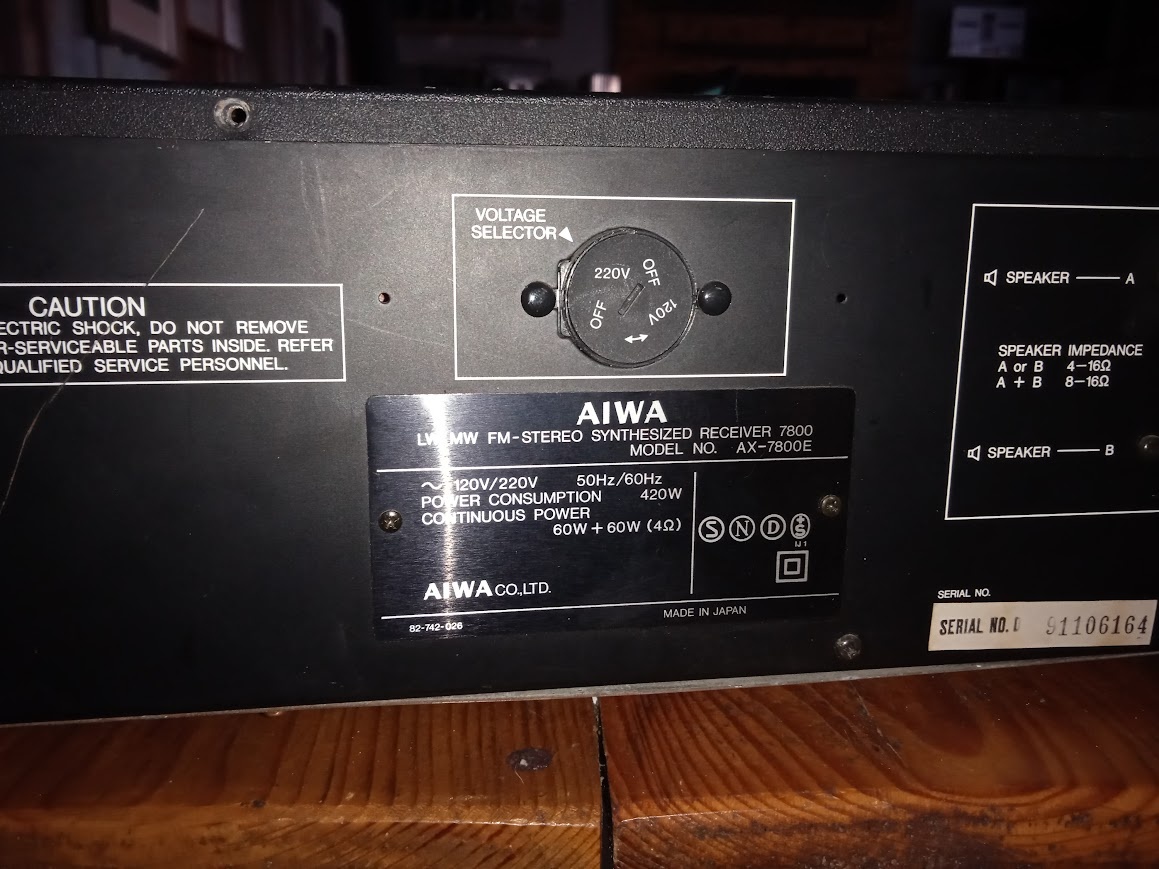 VOLTAGE
SELECTOR
OFF
220V
120V
OFF
CAUTION
ECTRIC SHOCK, DO NOT REMOVE
R-SERVICEABLE PARTS INSIDE. REFER
QUALIFIED SERVICE PERSONNEL.
AIWA
LW MW FM-STEREO SYNTHESIZED RECEIVER 7800
MODEL NO. AX-7800E
~120V/220V 50Hz/60Hz
POWER CONSUMPTION 420W
CONTINUOUS POWER
60W + 60W (4Ω)
S N D S
IJ1
AIWA CO.,LTD.
MADE IN JAPAN
82-742-026
SPEAKER A
SPEAKER IMPEDANCE
A or B 4-16Ω
A + B 8-16Ω
SPEAKER B
SERIAL NO.
SERIAL NO. D 91106164